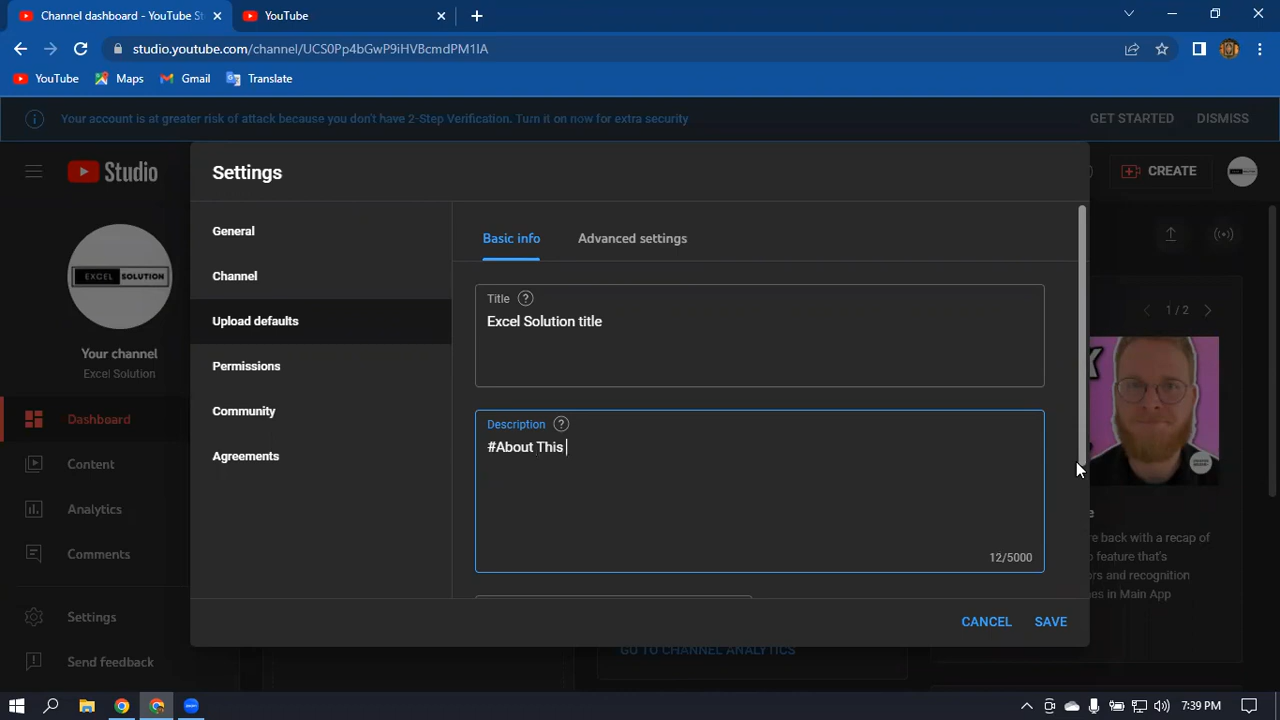 Channel dashboard - YouTube St
YouTube
studio.youtube.com/channel/UCS0Pp4bGwP9iHVBcmdPM1IA
YouTube
Maps
Gmail
Translate
Your account is at greater risk of attack because you don't have 2-Step Verification. Turn it on now for extra security
GET STARTED
DISMISS
Studio
Settings
CREATE
EXCEL SOLUTION
General
Channel
Upload defaults
Permissions
Community
Agreements
Basic info
Advanced settings
Title
Excel Solution title
Description
#About This
12/5000
1 / 2
Your channel
Excel Solution
Dashboard
Content
Analytics
Comments
Settings
Send feedback
re back with a recap of
feature that's
ors and recognition
nes in Main App
CANCEL
SAVE
GO TO CHANNEL ANALYTICS
7:39 PM